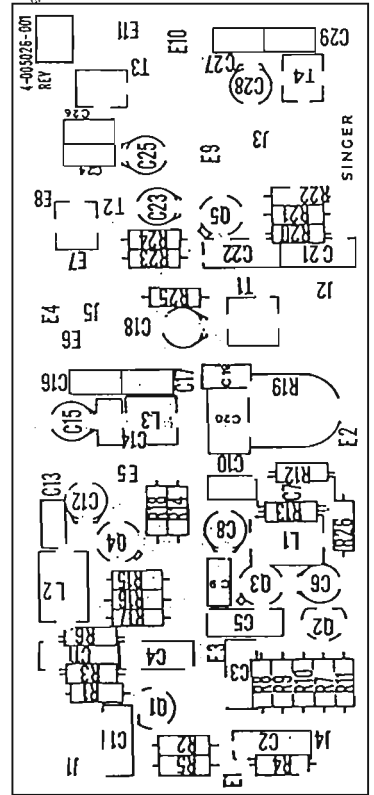 4-005026-001
REV
E11
E10
C29
T3
C27
C28
T4
C26
C24
C25
E9
J3
SINGER
E8
T2
C23
Q5
R22
R21
R20
E7
R24
R23
C22
C21
J2
E4
J5
E6
R25
C18
T1
C16
C17
C19
R19
C15
C14
L3
C20
E2
C13
C12
E5
R18
R14
C10
R12
C7
R13
R26
Q4
C8
L1
L2
R15
R16
R17
C9
Q3
C6
C5
Q2
R6
C1
C4
E3
R3
Q1
C3
R8
R9
R10
R7
R11
J1
C11
R2
R5
E1
C2
R4
J4